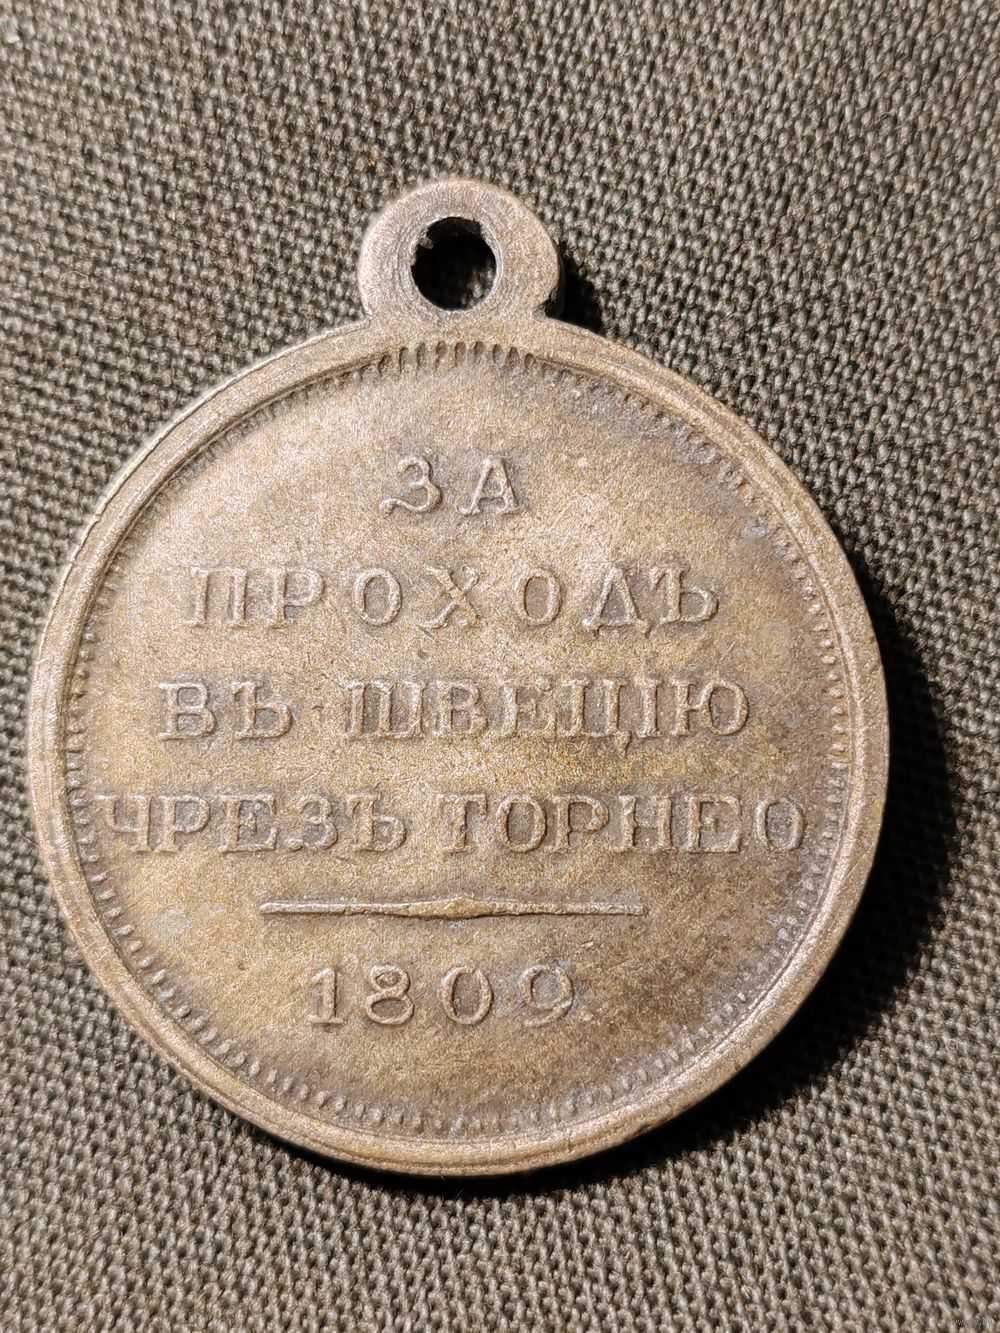 ЗА
ПРОХОДЪ
ВЪ ШВЕЦІЮ
ЧРЕЗЪ ТОРНЕО
1809.